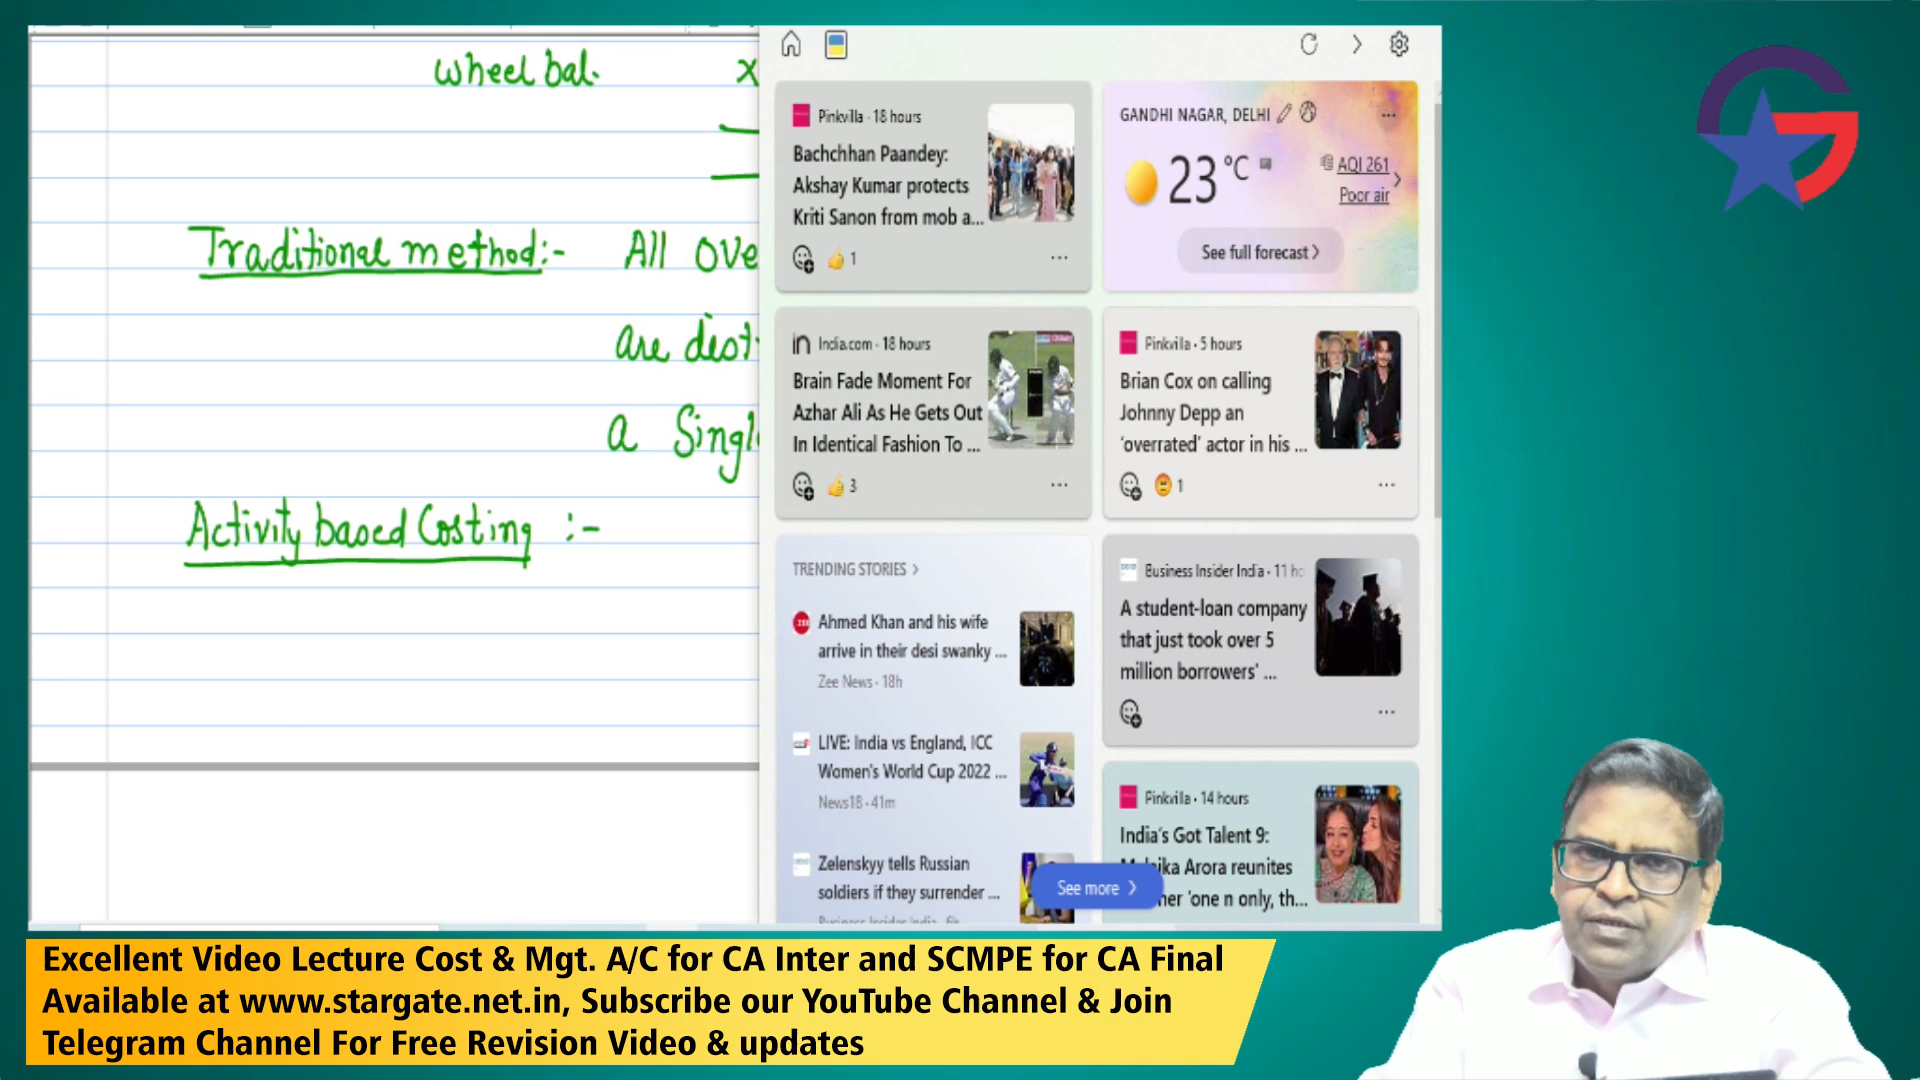 wheel bal. x
Traditional method:- All ove
are dist
a Singl
Activity based Costing :-
Pinkvilla · 18 hours
Bachchhan Paandey:
Akshay Kumar protects
Kriti Sanon from mob a...
1
GANDHI NAGAR, DELHI
23 °C
AQI 261
Poor air
See full forecast
India.com · 18 hours
Brain Fade Moment For
Azhar Ali As He Gets Out
In Identical Fashion To ...
3
Pinkvilla · 5 hours
Brian Cox on calling
Johnny Depp an
‘overrated’ actor in his ...
1
TRENDING STORIES
Ahmed Khan and his wife
arrive in their desi swanky ...
Zee News · 18h
LIVE: India vs England, ICC
Women's World Cup 2022 ...
News18 · 41m
Zelenskyy tells Russian
soldiers if they surrender ...
Business Insider India · 6h
See more
Business Insider India · 11 ho
A student-loan company
that just took over 5
million borrowers' ...
Pinkvilla · 14 hours
India’s Got Talent 9:
Arora reunites
'one n only, th...
Excellent Video Lecture Cost & Mgt. A/C for CA Inter and SCMPE for CA Final
Available at www.stargate.net.in, Subscribe our YouTube Channel & Join
Telegram Channel For Free Revision Video & updates